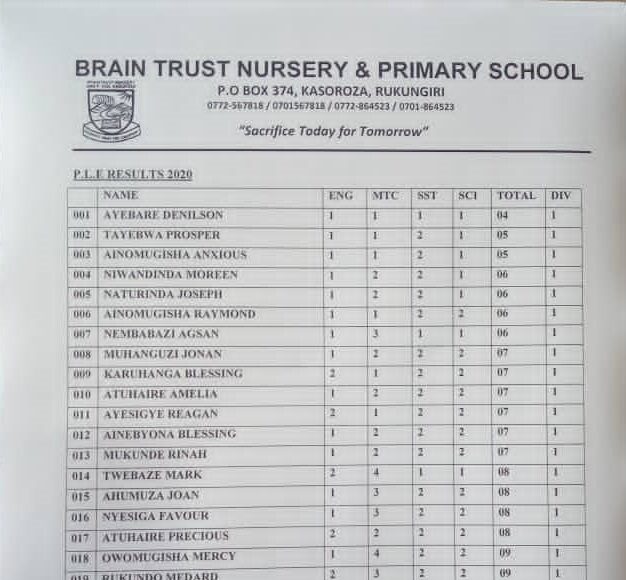 BRAIN TRUST NURSERY & PRIMARY SCHOOL
P.O BOX 374, KASOROZA, RUKUNGIRI
0772-567818 / 0701567818 / 0772-864523 / 0701-864523
"Sacrifice Today for Tomorrow"
P.L.E RESULTS 2020
NAME ENG MTC SST SCI TOTAL DIV
001 AYEBARE DENILSON 1 1 1 1 04 1
002 TAYEBWA PROSPER 1 1 2 1 05 1
003 AINOMUGISHA ANXIOUS 1 1 2 1 05 1
004 NIWANDINDA MOREEN 1 2 2 1 06 1
005 NATURINDA JOSEPH 1 2 2 1 06 1
006 AINOMUGISHA RAYMOND 1 1 2 2 06 1
007 NEMBABAZI AGSAN 1 3 1 1 06 1
008 MUHANGUZI JONAN 1 2 2 2 07 1
009 KARUHANGA BLESSING 2 1 2 2 07 1
010 ATUHAIRE AMELIA 1 2 2 2 07 1
011 AYESIGYE REAGAN 2 1 2 2 07 1
012 AINEBYONA BLESSING 1 2 2 2 07 1
013 MUKUNDE RINAH 1 2 2 2 07 1
014 TWEBAZE MARK 2 4 1 1 08 1
015 AHUMUZA JOAN 1 3 2 2 08 1
016 NYESIGA FAVOUR 1 3 2 2 08 1
017 ATUHAIRE PRECIOUS 2 2 2 2 08 1
018 OWOMUGISHA MERCY 1 4 2 2 09 1
019 RUKUNDO MEDARD 2 3 2 2 09 1